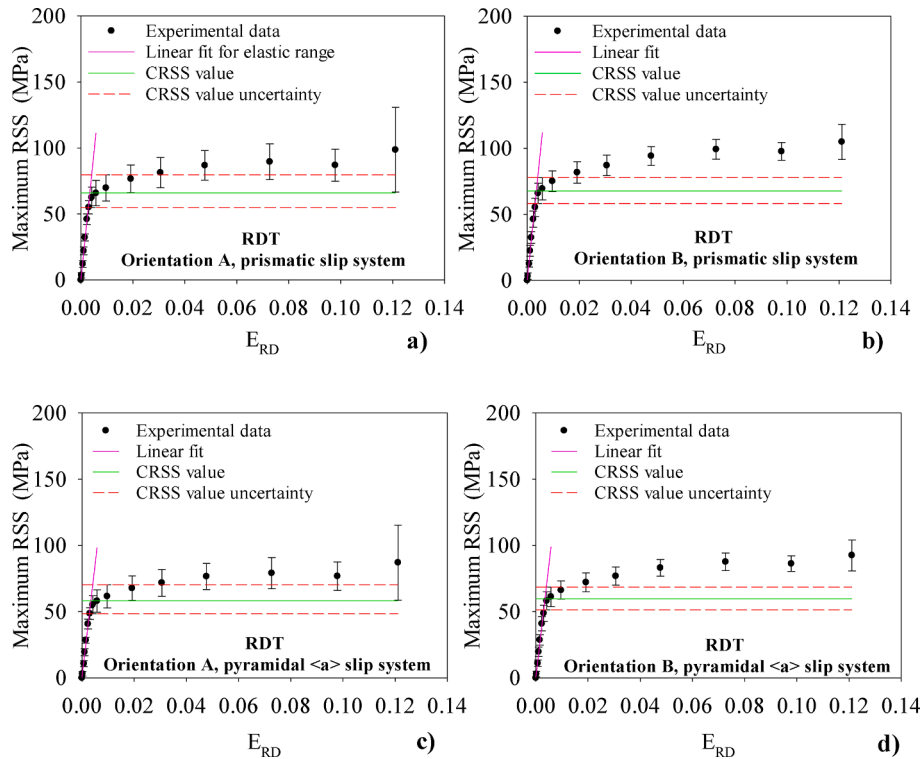 200
150
100
50
0
Maximum RSS (MPa)
Experimental data
Linear fit for elastic range
CRSS value
CRSS value uncertainty
RDT
Orientation A, prismatic slip system
0.00 0.02 0.04 0.06 0.08 0.10 0.12 0.14
E_RD
a)
200
150
100
50
0
Maximum RSS (MPa)
Experimental data
Linear fit
CRSS value
CRSS value uncertainty
RDT
Orientation B, prismatic slip system
0.00 0.02 0.04 0.06 0.08 0.10 0.12 0.14
E_RD
b)
200
150
100
50
0
Maximum RSS (MPa)
Experimental data
Linear fit
CRSS value
CRSS value uncertainty
RDT
Orientation A, pyramidal <a> slip system
0.00 0.02 0.04 0.06 0.08 0.10 0.12 0.14
E_RD
c)
200
150
100
50
0
Maximum RSS (MPa)
Experimental data
Linear fit
CRSS value
CRSS value uncertainty
RDT
Orientation B, pyramidal <a> slip system
0.00 0.02 0.04 0.06 0.08 0.10 0.12 0.14
E_RD
d)